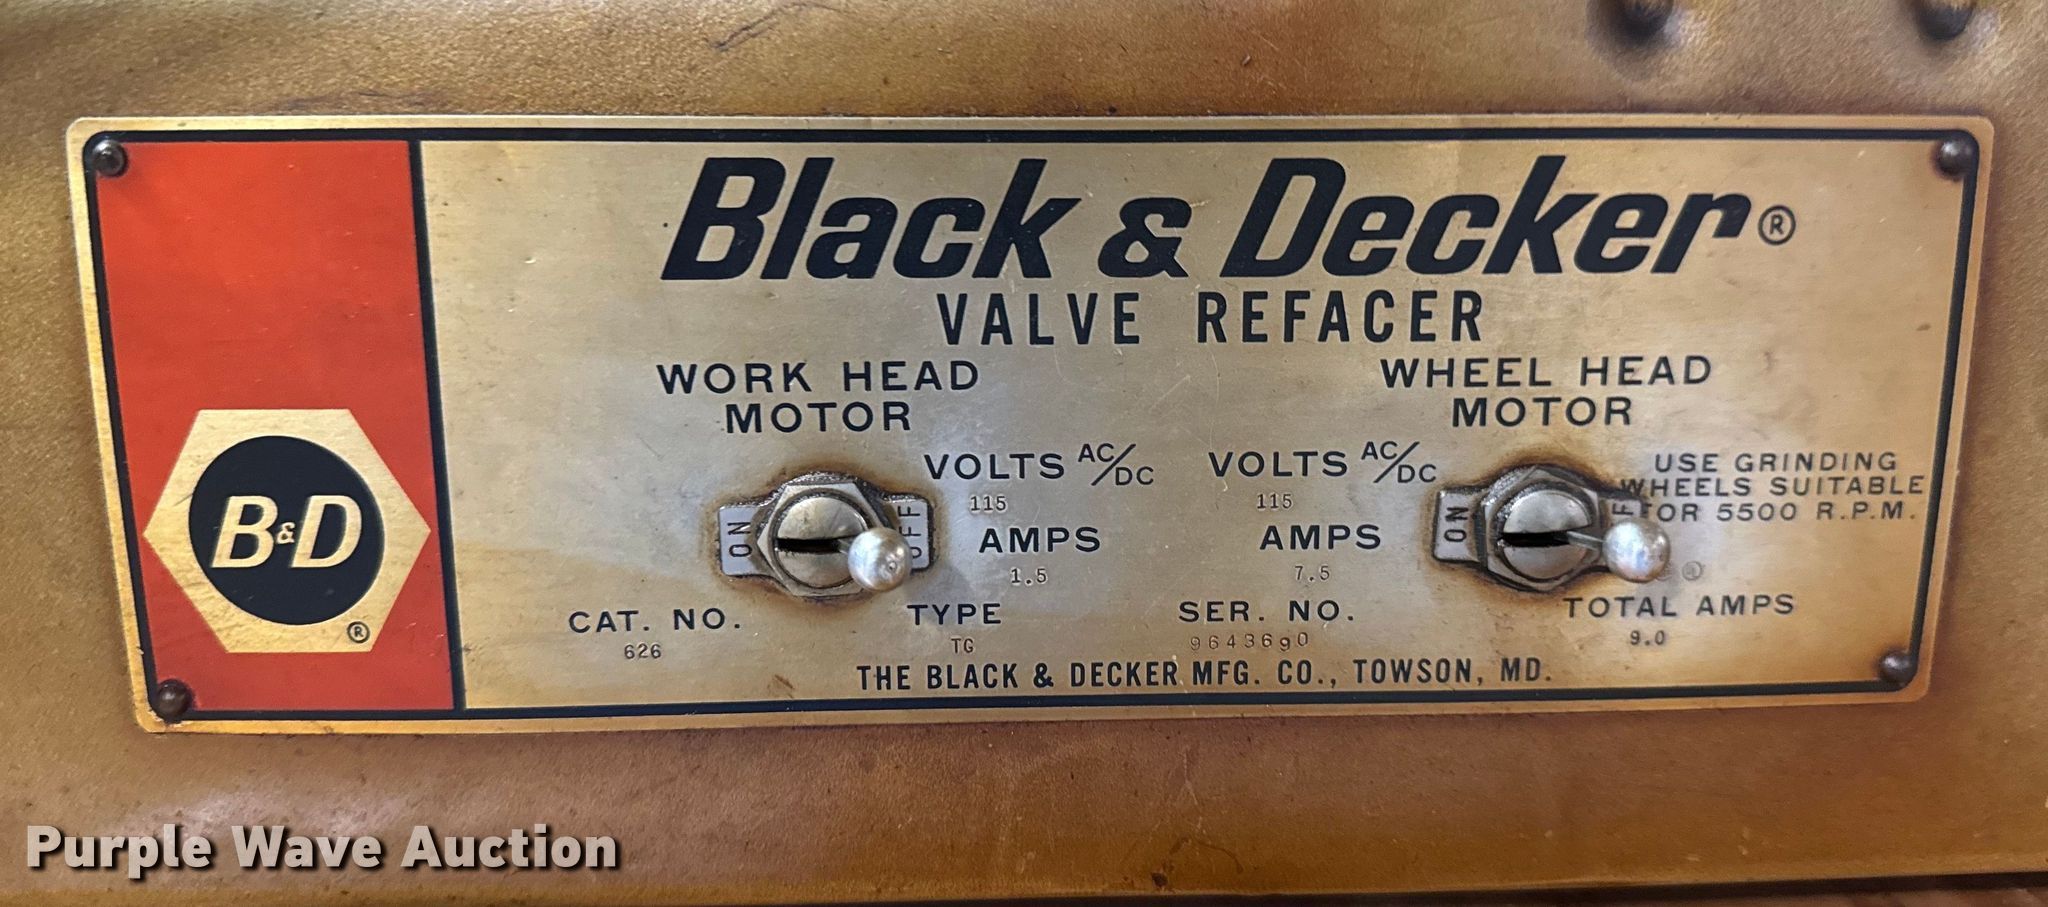 Black & Decker®
VALVE REFACER
WORK HEAD
MOTOR
WHEEL HEAD
MOTOR
VOLTS AC/DC
115
VOLTS AC/DC
115
USE GRINDING
WHEELS SUITABLE
FOR 5500 R.P.M.
ON
OFF
ON
AMPS
1.5
AMPS
7.5
B&D
®
CAT. NO.
626
TYPE
TG
SER. NO.
9643690
TOTAL AMPS
9.0
THE BLACK & DECKER MFG. CO., TOWSON, MD.
Purple Wave Auction